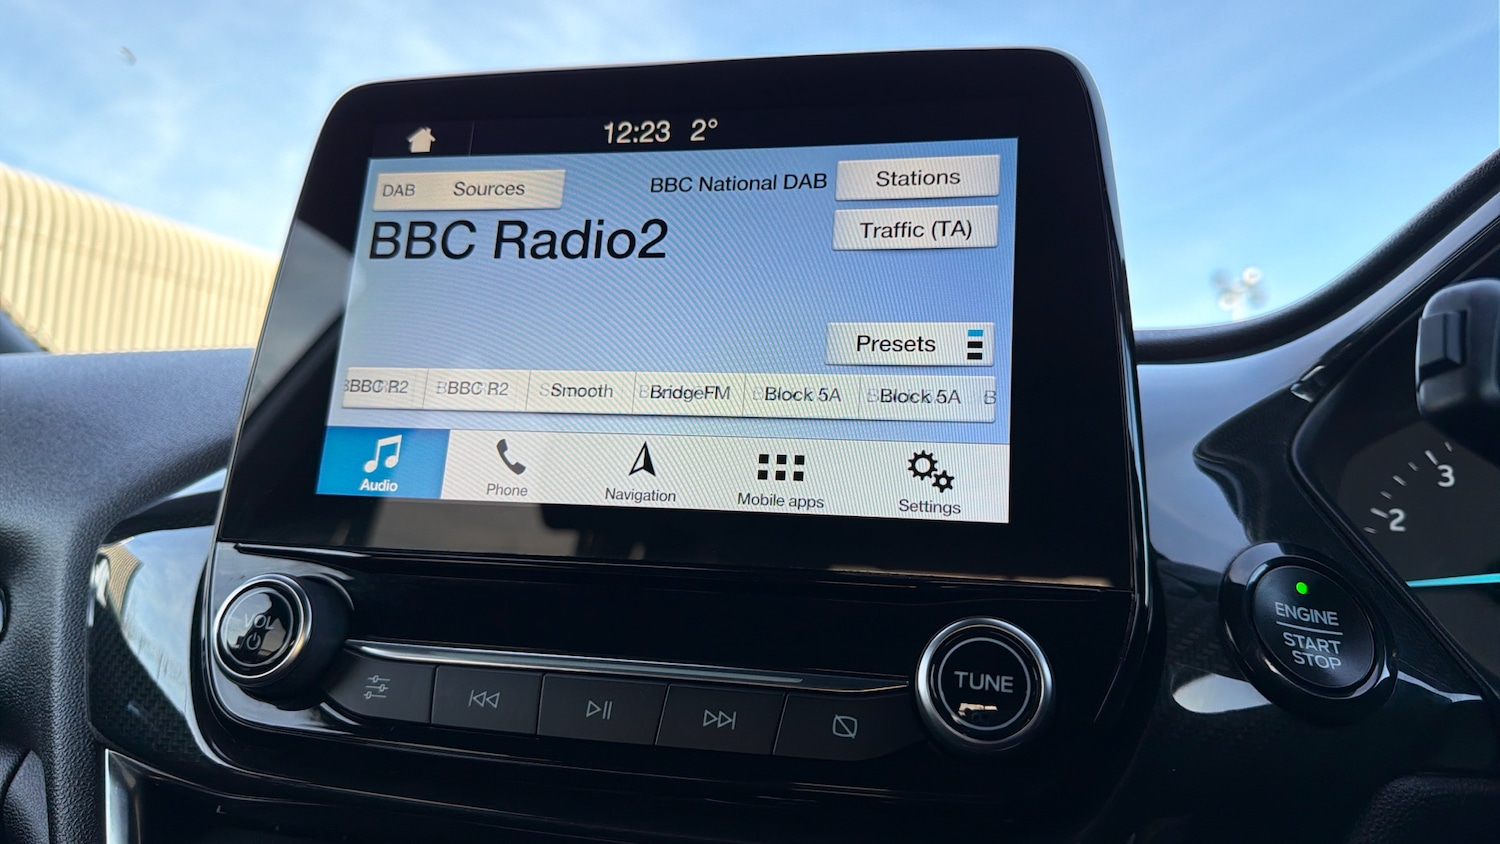 12:23 2°
DAB Sources
BBC National DAB
Stations
BBC Radio2
Traffic (TA)
Presets
BBC R2
BBC R2
Smooth
BridgeFM
Block 5A
Block 5A
Audio
Phone
Navigation
Mobile apps
Settings
VOL
TUNE
ENGINE
START
STOP
3
2